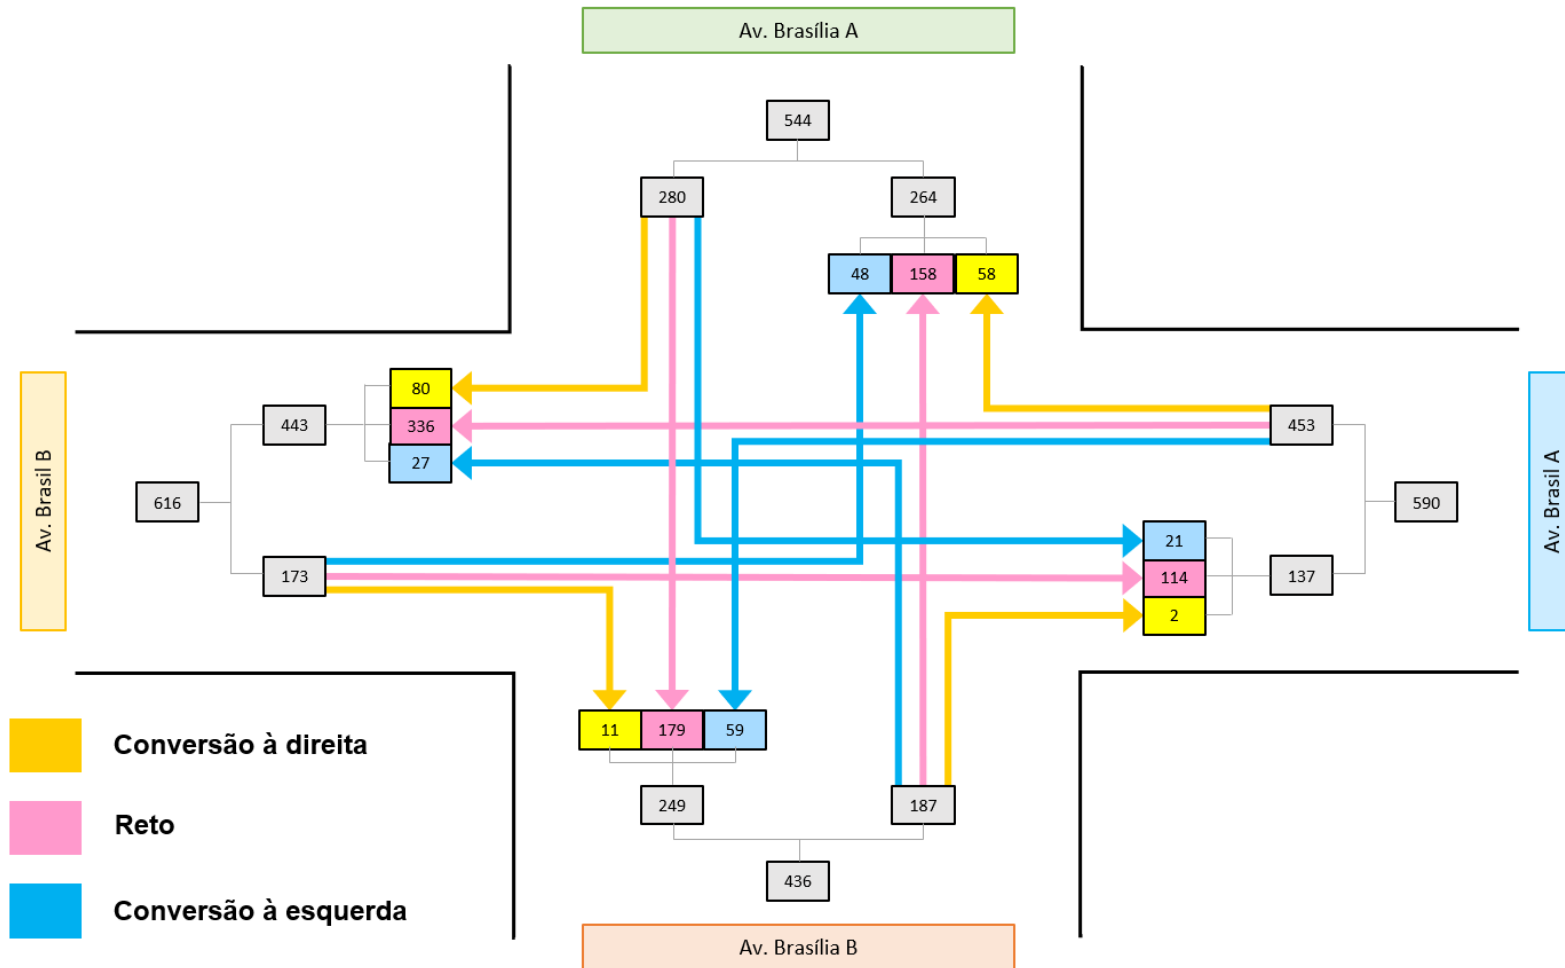 Av. Brasília A
544
280
264
48 158 58
80
336
27
443
616
173
Av. Brasil B
453
590
21
114
2
137
Av. Brasil A
11 179 59
249
187
436
Conversão à direita
Reto
Conversão à esquerda
Av. Brasília B